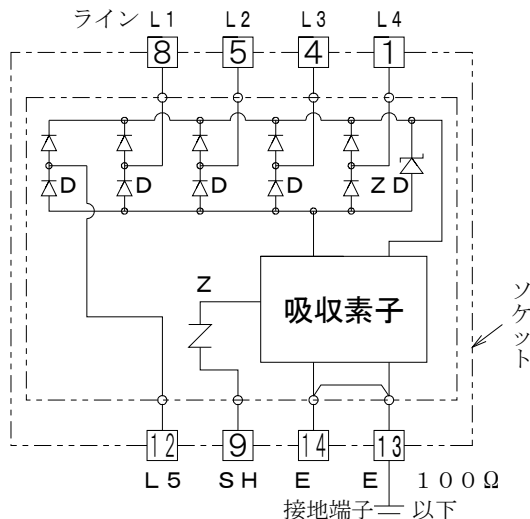 ライン L1 L2 L3 L4
8 5 4 1
D D D D ZD
Z
吸収素子
ソケット
12 9 14 13
L5 SH E E 100Ω
接地端子 以下